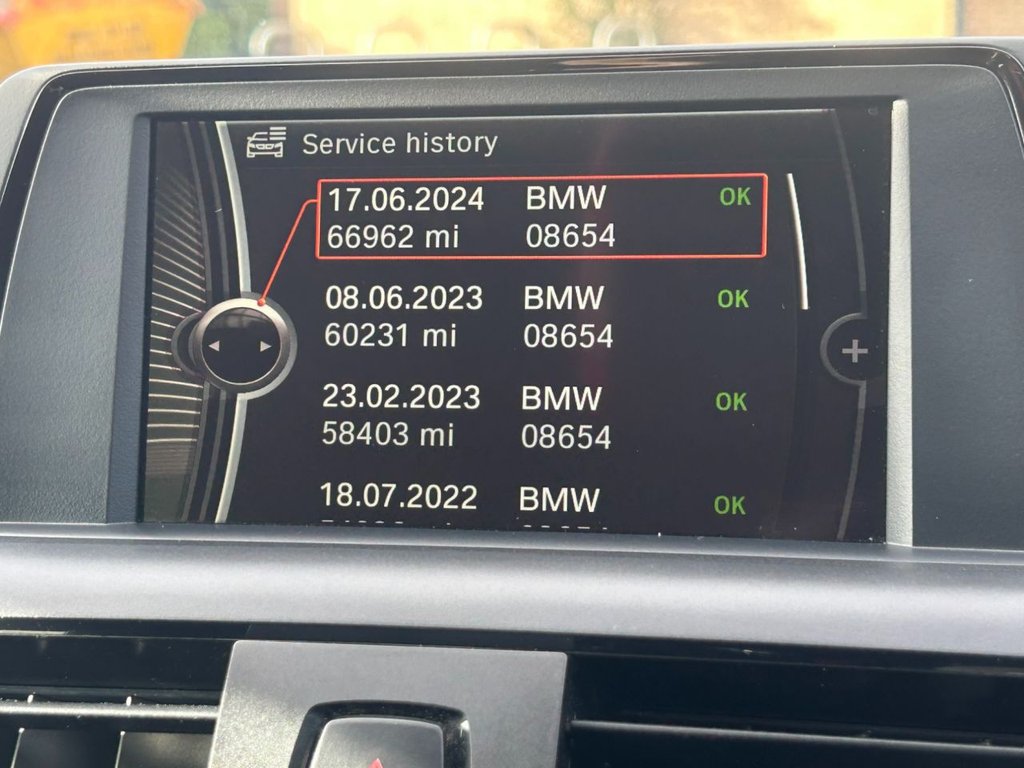 Service history
17.06.2024 BMW OK
66962 mi 08654
08.06.2023 BMW OK
60231 mi 08654
23.02.2023 BMW OK
58403 mi 08654
18.07.2022 BMW OK